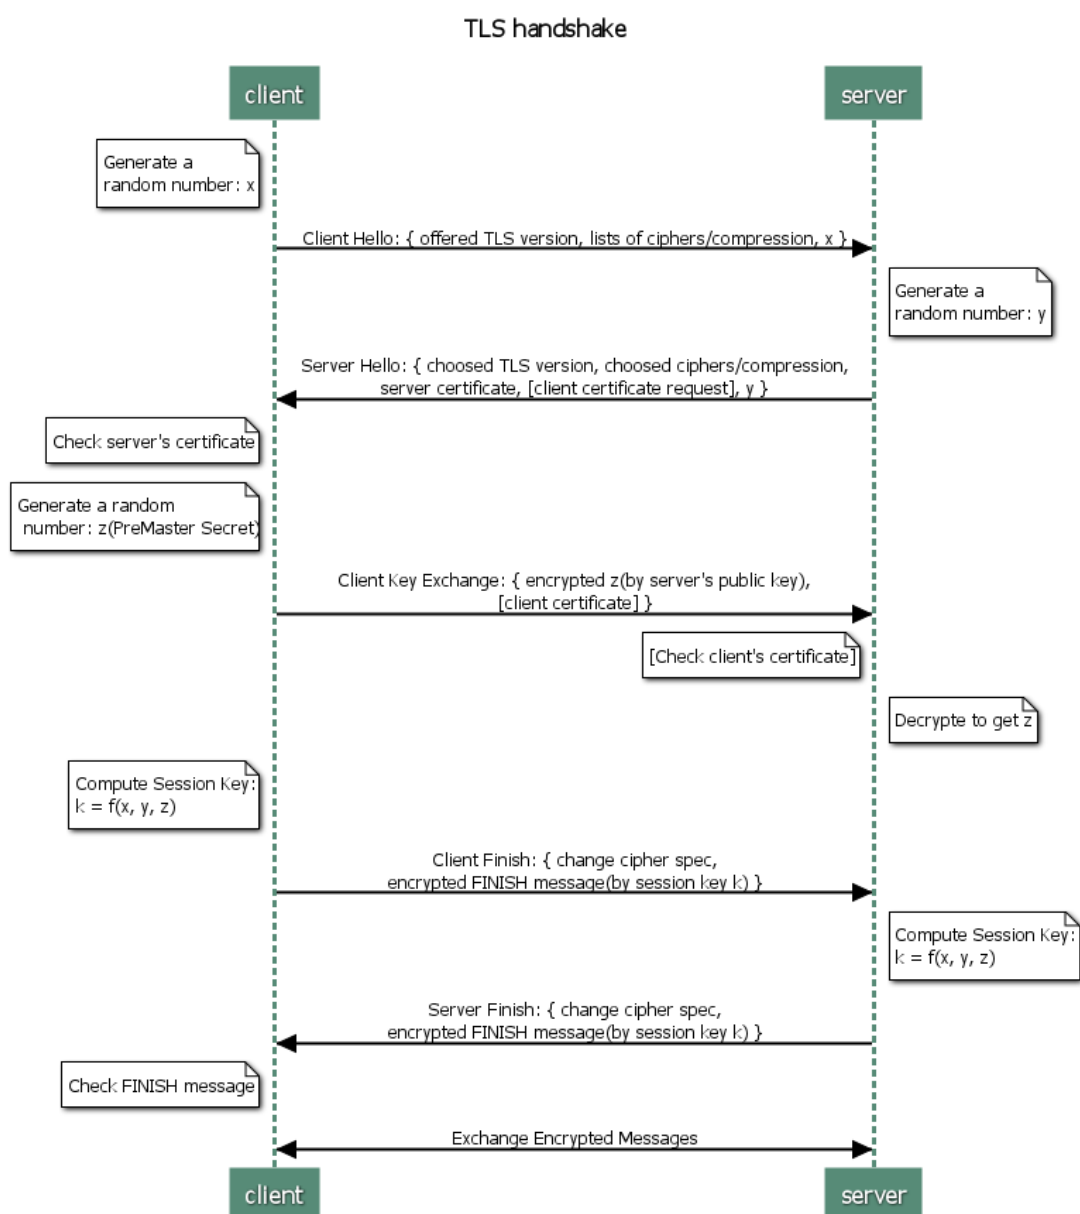 TLS handshake
client
server
Generate a
random number: x
Client Hello: { offered TLS version, lists of ciphers/compression, x }
Generate a
random number: y
Server Hello: { choosed TLS version, choosed ciphers/compression,
server certificate, [client certificate request], y }
Check server's certificate
Generate a random
number: z(PreMaster Secret)
Client Key Exchange: { encrypted z(by server's public key),
[client certificate] }
[Check client's certificate]
Decrypte to get z
Compute Session Key:
k = f(x, y, z)
Client Finish: { change cipher spec,
encrypted FINISH message(by session key k) }
Compute Session Key:
k = f(x, y, z)
Server Finish: { change cipher spec,
encrypted FINISH message(by session key k) }
Check FINISH message
Exchange Encrypted Messages
client
server